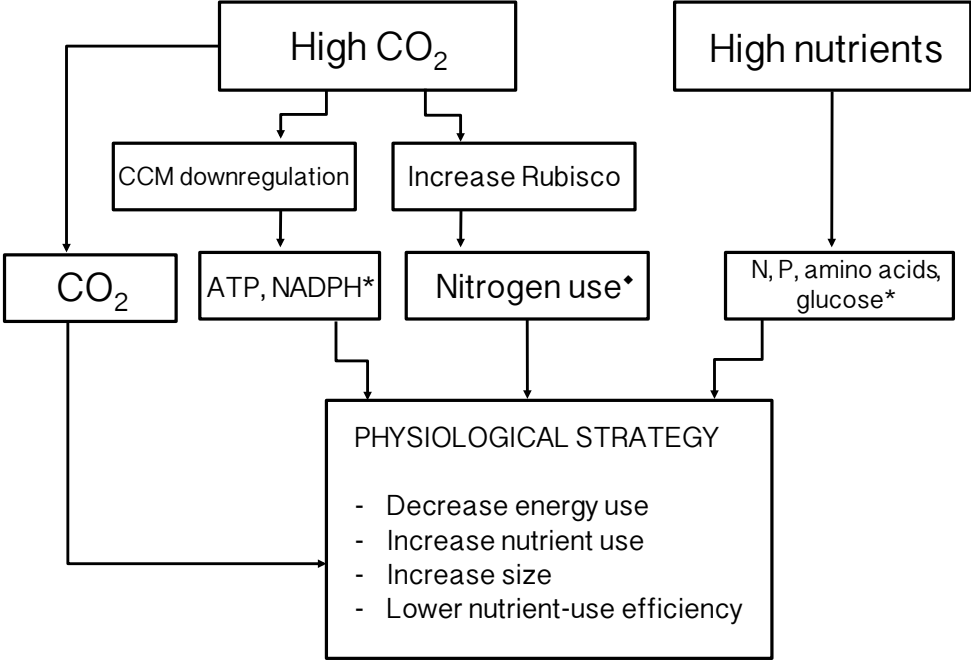 High CO₂
High nutrients
CCM downregulation
Increase Rubisco
CO₂
ATP, NADPH*
Nitrogen use◆
N, P, amino acids,
glucose*
PHYSIOLOGICAL STRATEGY
- Decrease energy use
- Increase nutrient use
- Increase size
- Lower nutrient-use efficiency